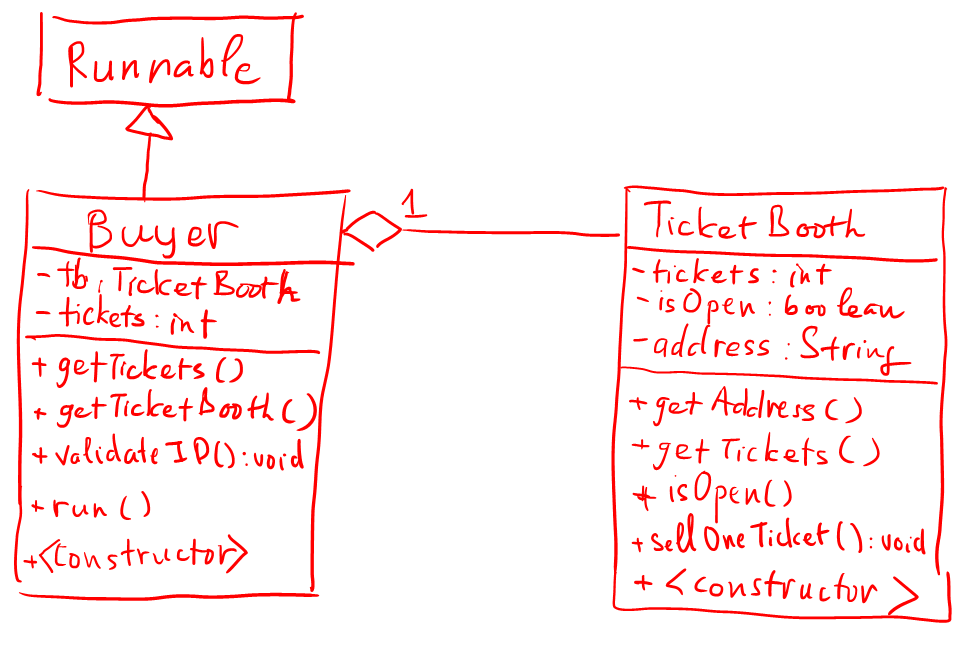 Runnable
Buyer
- tb : TicketBooth
- tickets : int
+ getTickets()
+ getTicketBooth()
+ validateID() : void
+ run()
+ <constructor>
1
TicketBooth
- tickets : int
- isOpen : boolean
- address : String
+ getAddress()
+ getTickets()
+ isOpen()
+ sellOneTicket() : void
+ <constructor>